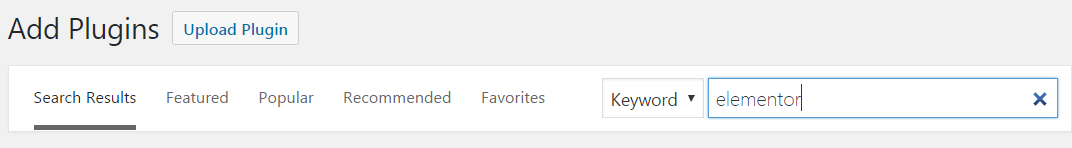 Add Plugins Upload Plugin
Search Results Featured Popular Recommended Favorites Keyword elementor